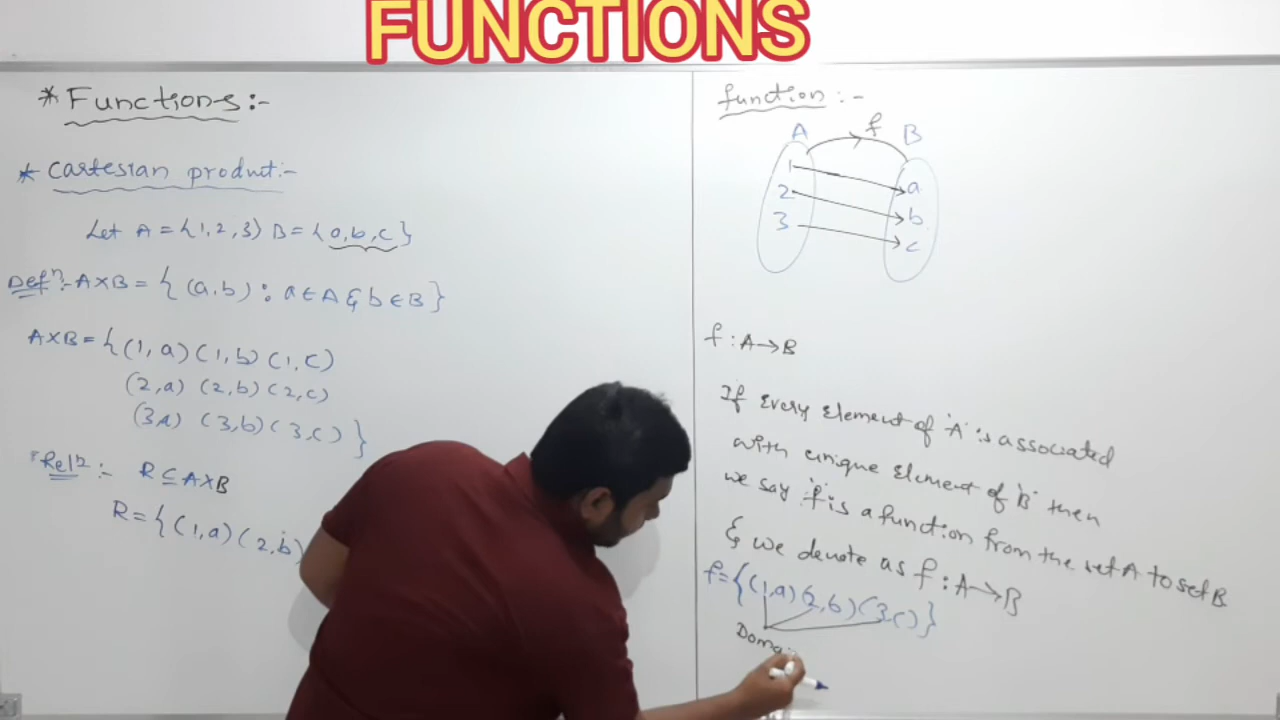 FUNCTIONS
* Functions:-
* Cartesian product:-
Let A = {1,2,3} B = {a,b,c}
Defⁿ:- A×B = { (a,b) : a ∈ A & b ∈ B }
A×B = { (1,a) (1,b) (1,c)
(2,a) (2,b) (2,c)
(3,a) (3,b) (3,c) }
*Relⁿ:- R ⊆ A×B
R = { (1,a) (2,b)
function :-
A f B
1 a
2 b
3 c
f : A→B
If every element of 'A' is associated
with unique element of 'B' then
we say 'f' is a function from the set A to set B
& we denote as f : A→B
f = { (1,a) (2,b) (3,c) }
Domai